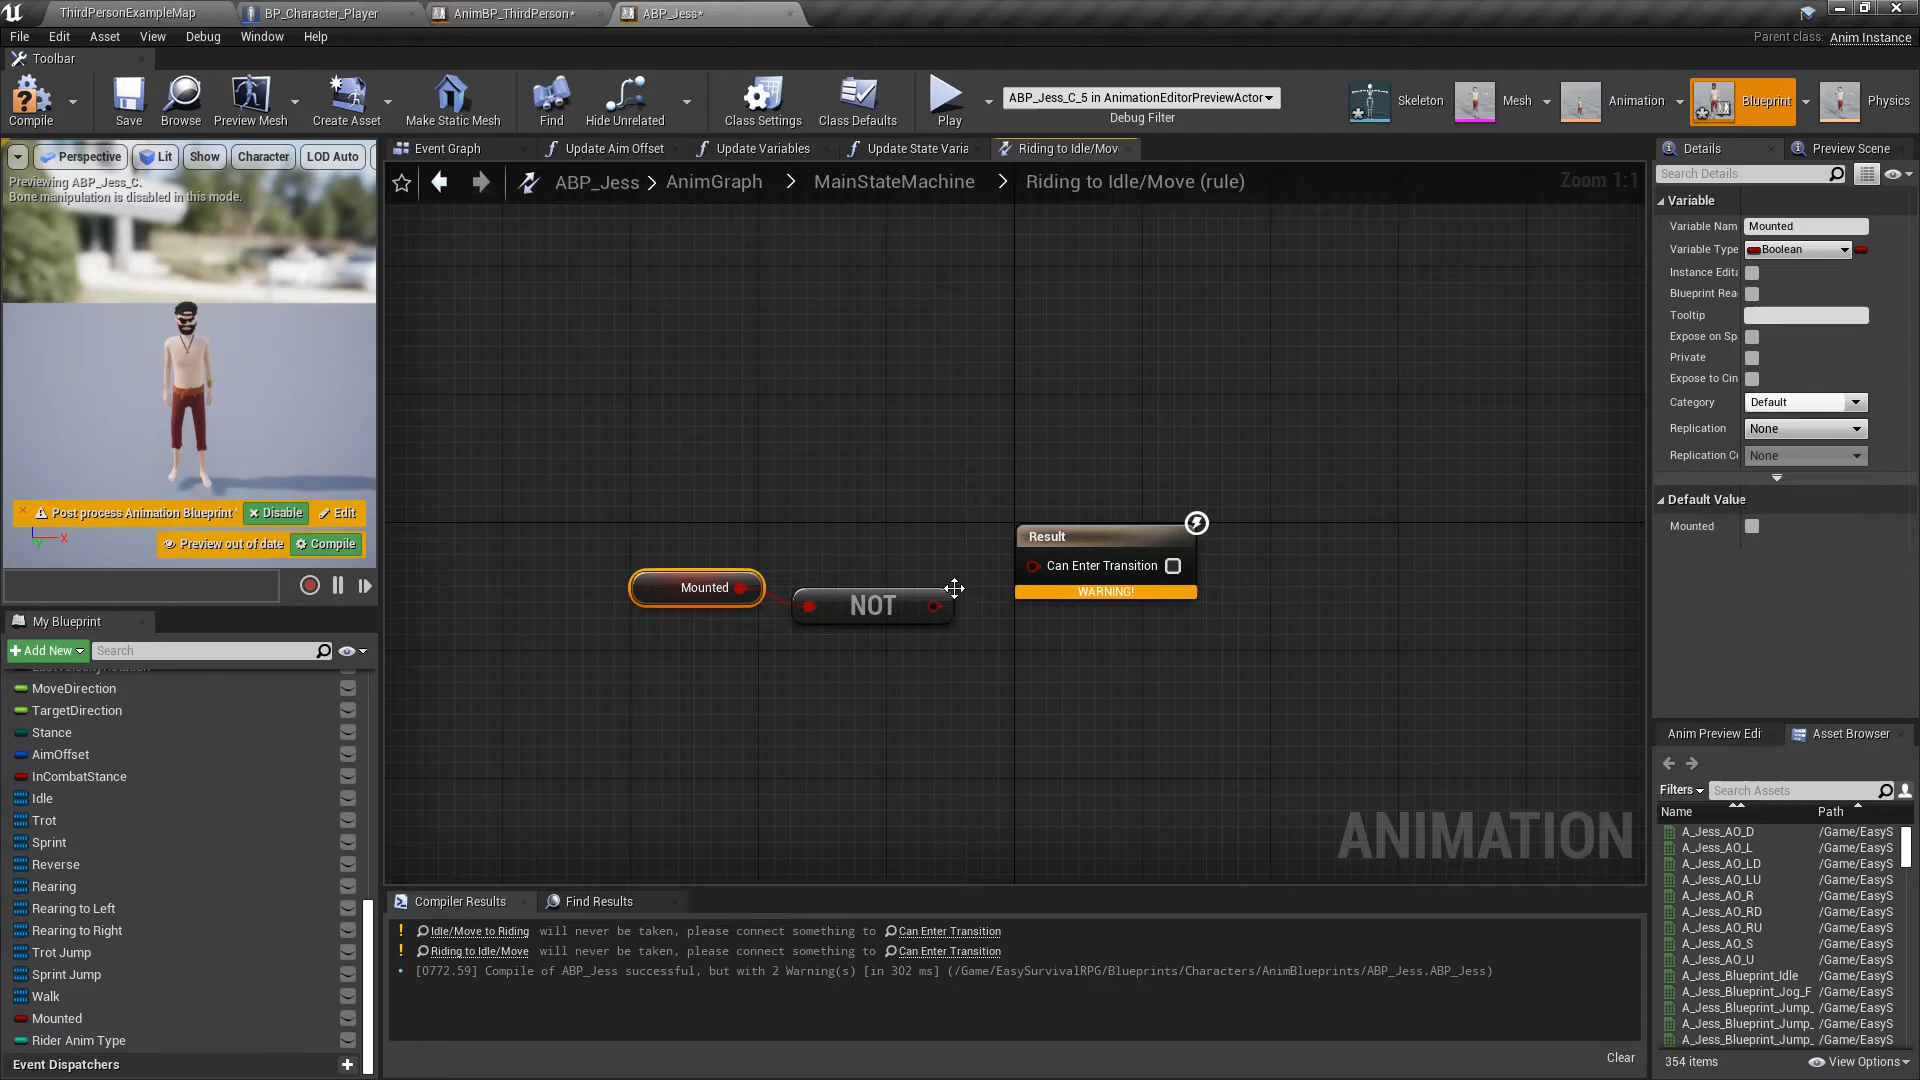 ThirdPersonExampleMap
BP_Character_Player
AnimBP_ThirdPerson*
ABP_Jess*
File Edit Asset View Debug Window Help
Parent class: Anim Instance
Toolbar
Compile
Save
Browse
Preview Mesh
Create Asset
Make Static Mesh
Find
Hide Unrelated
Class Settings
Class Defaults
Play
ABP_Jess_C_5 in AnimationEditorPreviewActor
Debug Filter
Skeleton
Mesh
Animation
Blueprint
Physics
Perspective
Lit
Show
Character
LOD Auto
Previewing ABP_Jess_C.
Bone manipulation is disabled in this mode.
Post process Animation Blueprint '
Disable
Edit
Preview out of date
Compile
X
Event Graph
Update Aim Offset
Update Variables
Update State Varia
Riding to Idle/Mov
ABP_Jess > AnimGraph > MainStateMachine > Riding to Idle/Move (rule)
Zoom 1:1
Mounted
NOT
Result
Can Enter Transition
WARNING!
ANIMATION
My Blueprint
+Add New
Search
MoveDirection
TargetDirection
Stance
AimOffset
InCombatStance
Idle
Trot
Sprint
Reverse
Rearing
Rearing to Left
Rearing to Right
Trot Jump
Sprint Jump
Walk
Mounted
Rider Anim Type
Event Dispatchers
Compiler Results
Find Results
Idle/Move to Riding will never be taken, please connect something to Can Enter Transition
Riding to Idle/Move will never be taken, please connect something to Can Enter Transition
[0772.59] Compile of ABP_Jess successful, but with 2 Warning(s) [in 302 ms] (/Game/EasySurvivalRPG/Blueprints/Characters/AnimBlueprints/ABP_Jess.ABP_Jess)
Clear
Details
Preview Scene
Search Details
Variable
Variable Nam Mounted
Variable Type Boolean
Instance Edita
Blueprint Rea
Tooltip
Expose on Sp
Private
Expose to Cin
Category Default
Replication None
Replication Co None
Default Value
Mounted
Anim Preview Edi
Asset Browser
Filters
Search Assets
Name Path
A_Jess_AO_D /Game/EasyS
A_Jess_AO_L /Game/EasyS
A_Jess_AO_LD /Game/EasyS
A_Jess_AO_LU /Game/EasyS
A_Jess_AO_R /Game/EasyS
A_Jess_AO_RD /Game/EasyS
A_Jess_AO_RU /Game/EasyS
A_Jess_AO_S /Game/EasyS
A_Jess_AO_U /Game/EasyS
A_Jess_Blueprint_Idle /Game/EasyS
A_Jess_Blueprint_Jog_F /Game/EasyS
A_Jess_Blueprint_Jump_ /Game/EasyS
A_Jess_Blueprint_Jump_ /Game/EasyS
A_Jess_Blueprint_Jump_ /Game/EasyS
354 items
View Options